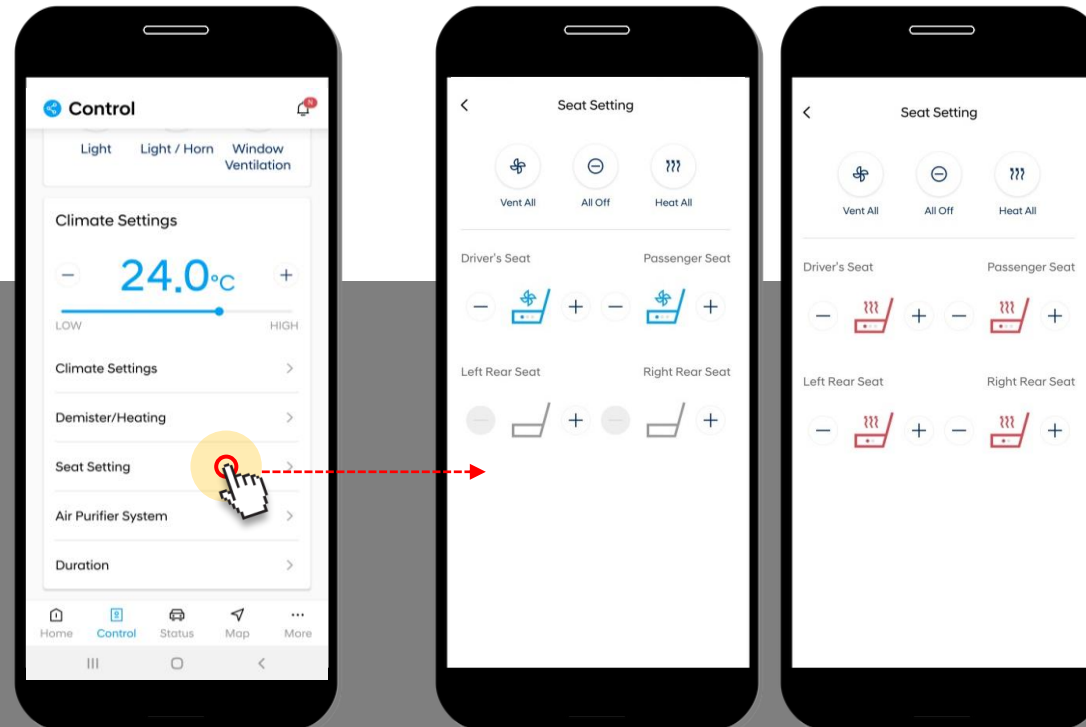 Control
N
Light
Light / Horn
Window
Ventilation
Climate Settings
24.0°C
LOW
HIGH
Climate Settings
Demister/Heating
Seat Setting
Air Purifier System
Duration
Home
Control
Status
Map
More
Seat Setting
Vent All
All Off
Heat All
Driver's Seat
Passenger Seat
Left Rear Seat
Right Rear Seat
Seat Setting
Vent All
All Off
Heat All
Driver's Seat
Passenger Seat
Left Rear Seat
Right Rear Seat